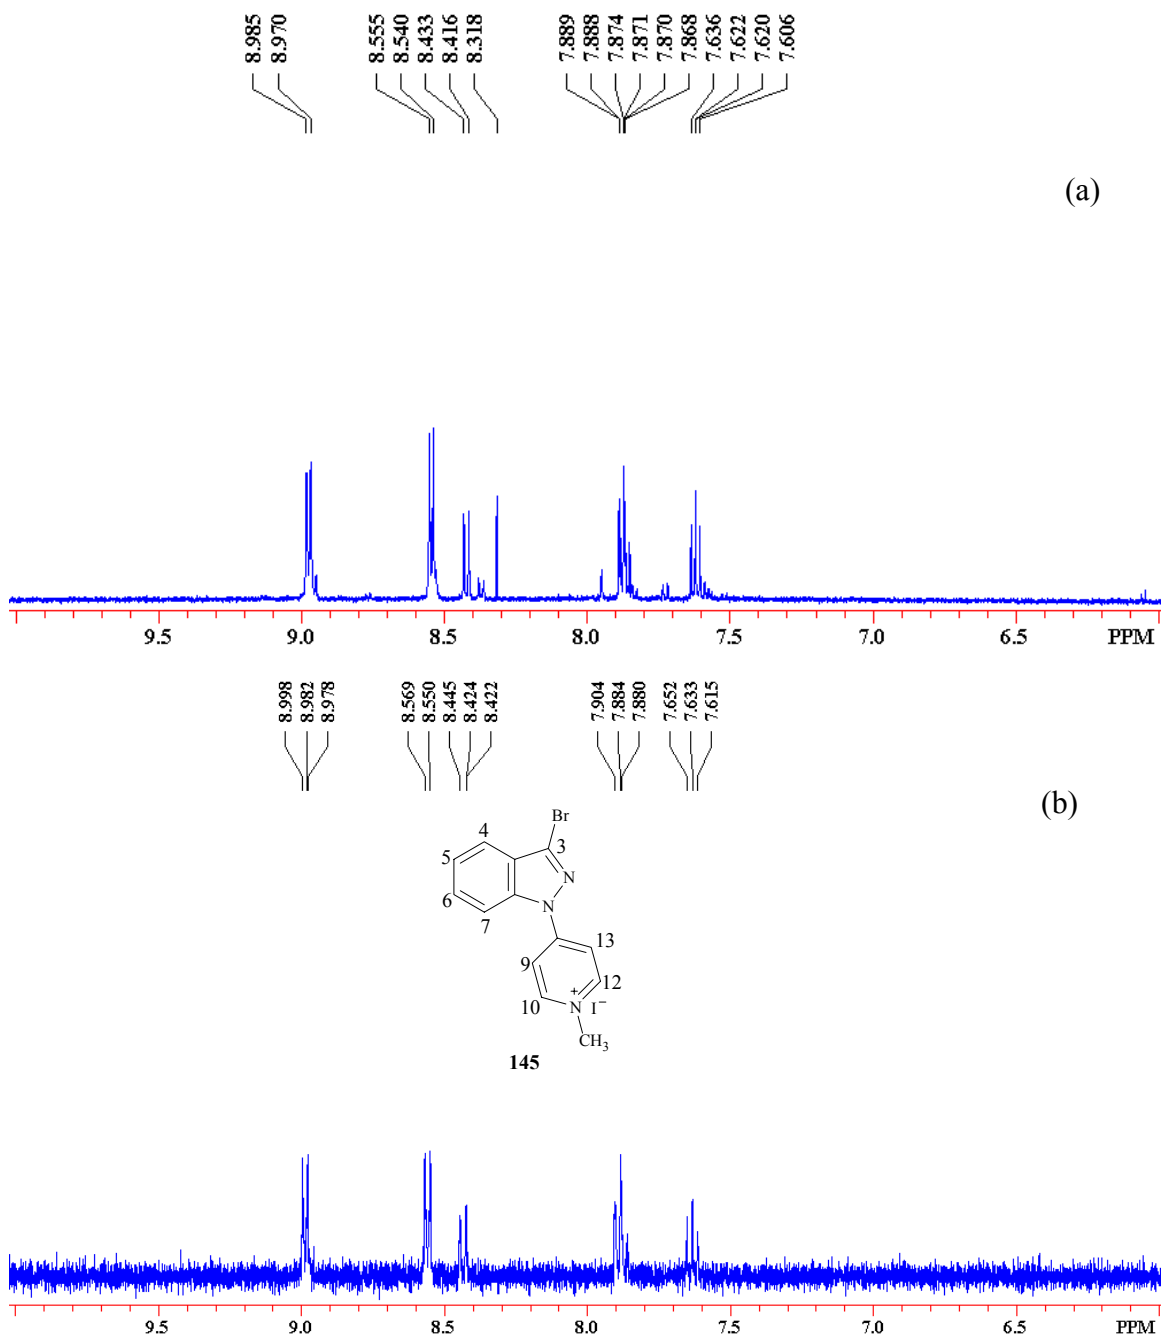 8.985 8.970 8.555 8.540 8.433 8.416 8.318 7.889 7.888 7.874 7.871 7.870 7.868 7.636 7.622 7.620 7.606
(a)
9.5 9.0 8.5 8.0 7.5 7.0 6.5 PPM
8.998 8.982 8.978 8.569 8.550 8.445 8.424 8.422 7.904 7.884 7.880 7.652 7.633 7.615
(b)
Br
4
5
3
6
N
N
7
13
9
12
10
N
+
I−
CH3
145
9.5 9.0 8.5 8.0 7.5 7.0 6.5 PPM